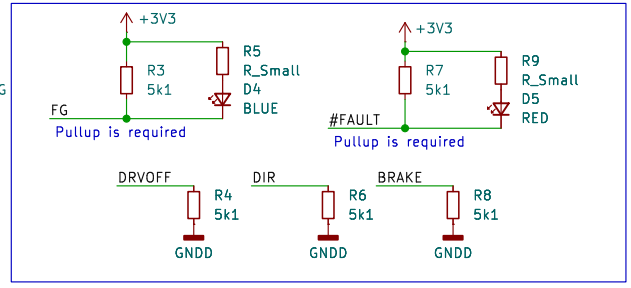 +3V3
R5
R_Small
D4
BLUE
R3
5k1
FG
Pullup is required
+3V3
R9
R_Small
D5
RED
R7
5k1
#FAULT
Pullup is required
G
DRVOFF
R4
5k1
GNDD
DIR
R6
5k1
GNDD
BRAKE
R8
5k1
GNDD